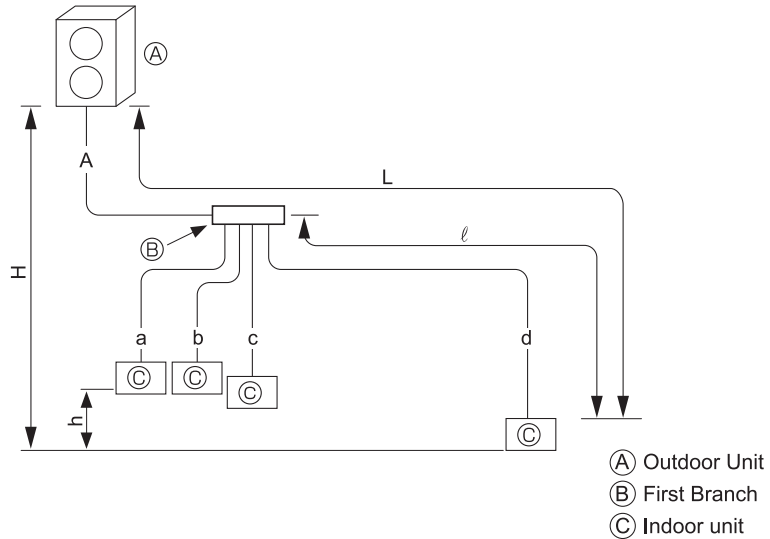 Ⓐ
A
L
Ⓑ
ℓ
H
a
b
c
d
Ⓒ
Ⓒ
Ⓒ
h
Ⓒ
Ⓐ Outdoor Unit
Ⓑ First Branch
Ⓒ Indoor unit